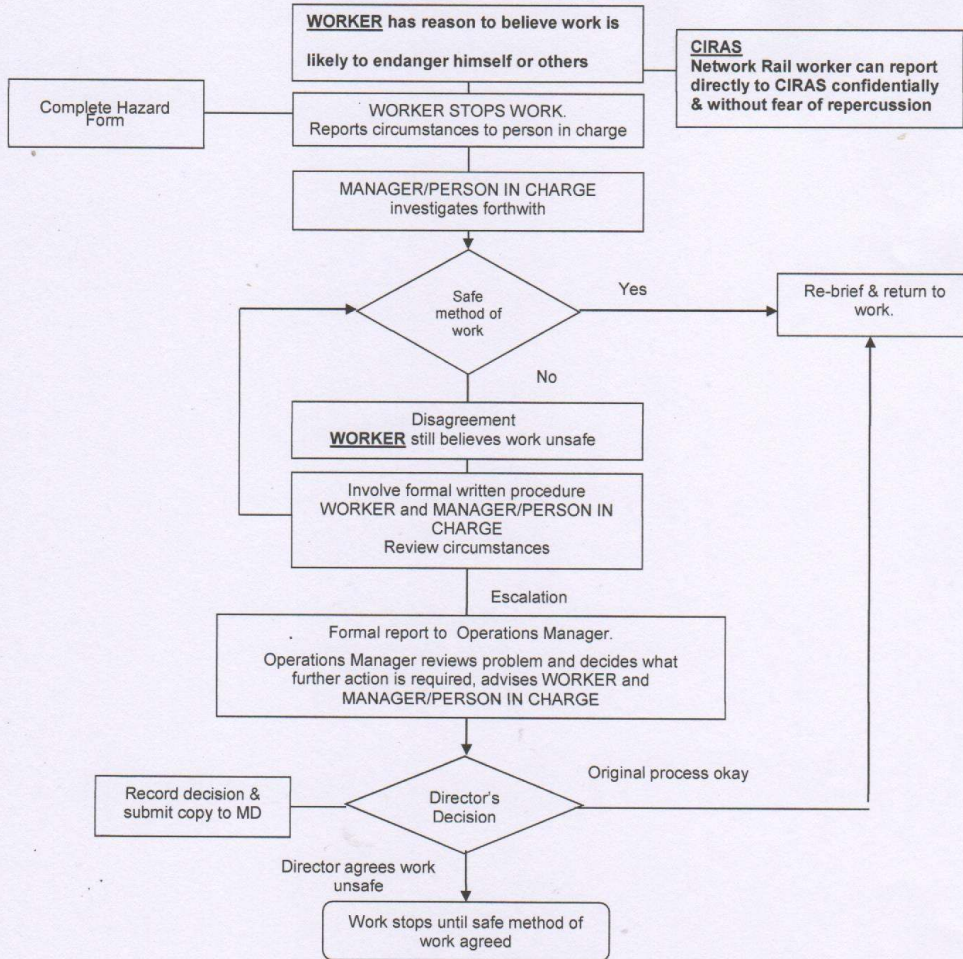 WORKER has reason to believe work is
likely to endanger himself or others
CIRAS
Network Rail worker can report
directly to CIRAS confidentially
& without fear of repercussion
Complete Hazard
Form
WORKER STOPS WORK.
Reports circumstances to person in charge
MANAGER/PERSON IN CHARGE
investigates forthwith
Safe
method of
work
Yes
Re-brief & return to
work.
No
Disagreement
WORKER still believes work unsafe
Involve formal written procedure
WORKER and MANAGER/PERSON IN
CHARGE
Review circumstances
Escalation
Formal report to Operations Manager.
Operations Manager reviews problem and decides what
further action is required, advises WORKER and
MANAGER/PERSON IN CHARGE
Original process okay
Record decision &
submit copy to MD
Director's
Decision
Director agrees work
unsafe
Work stops until safe method of
work agreed